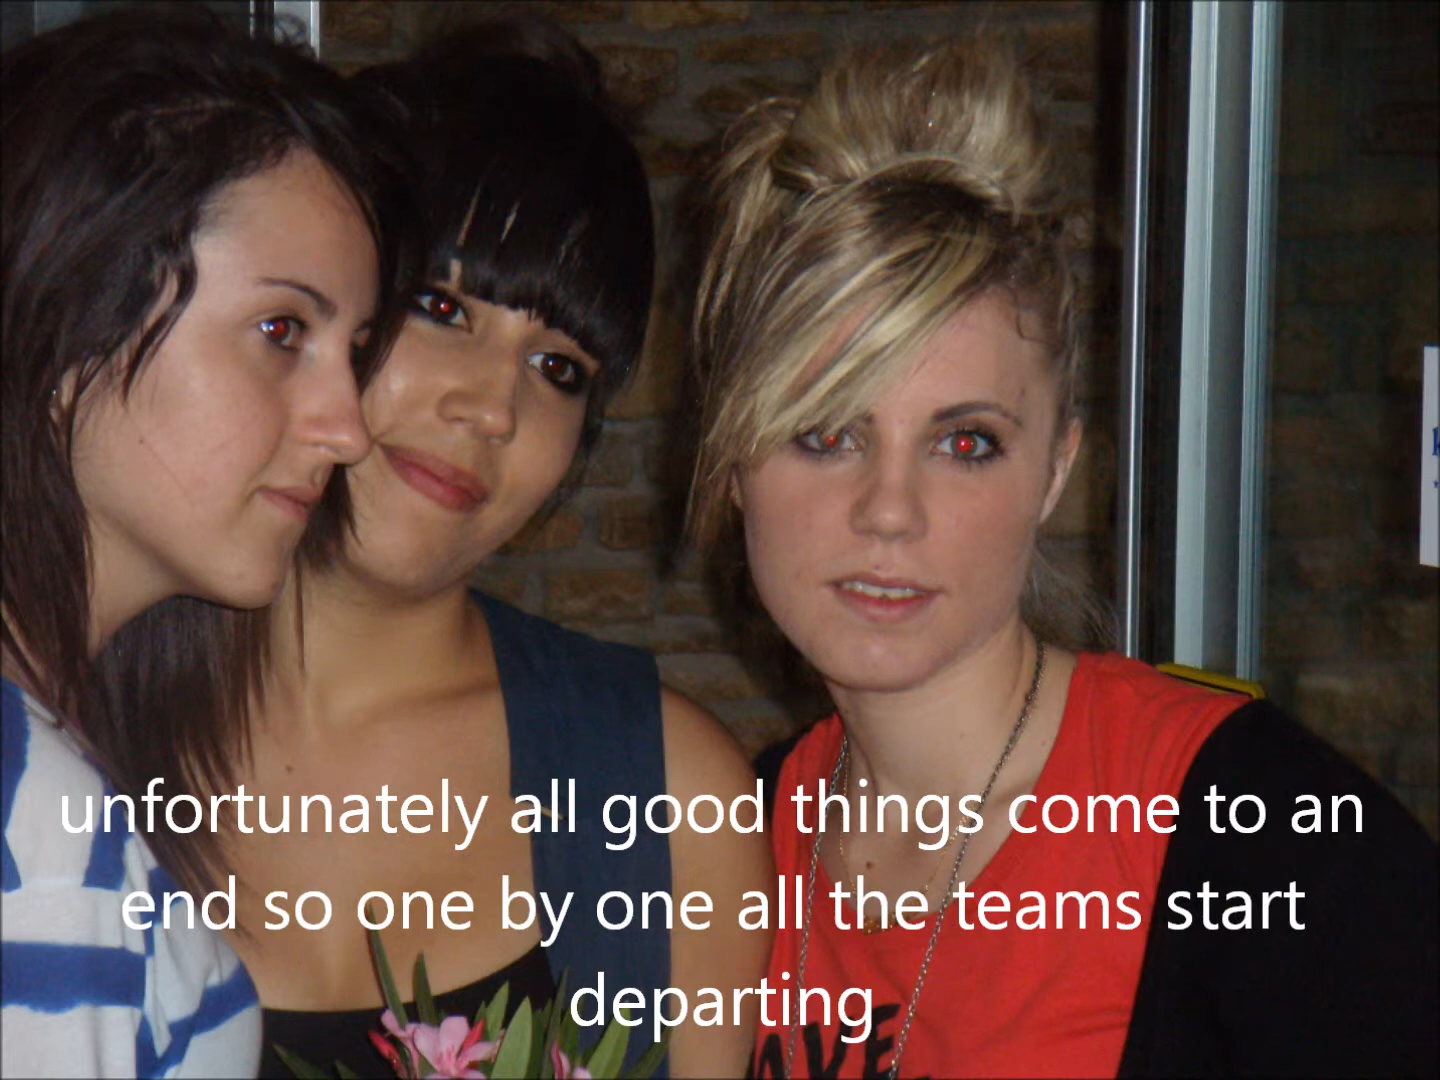 unfortunately all good things come to an
end so one by one all the teams start
departing